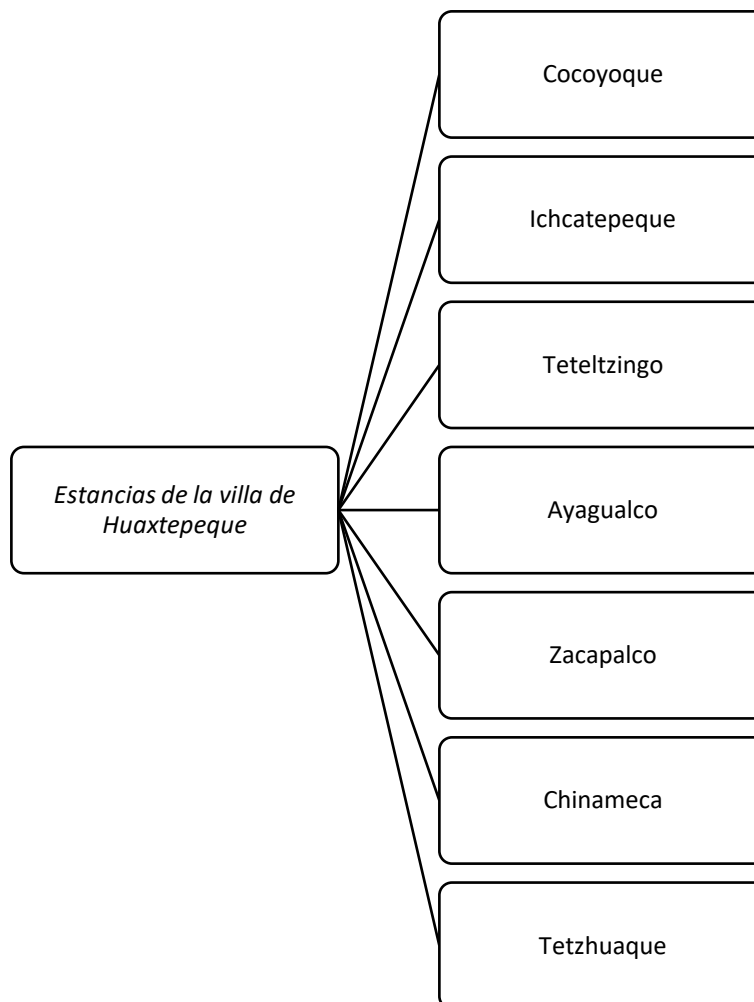 Cocoyoque
Ichcatepeque
Teteltzingo
Estancias de la villa de
Huaxtepeque
Ayagualco
Zacapalco
Chinameca
Tetzhuaque